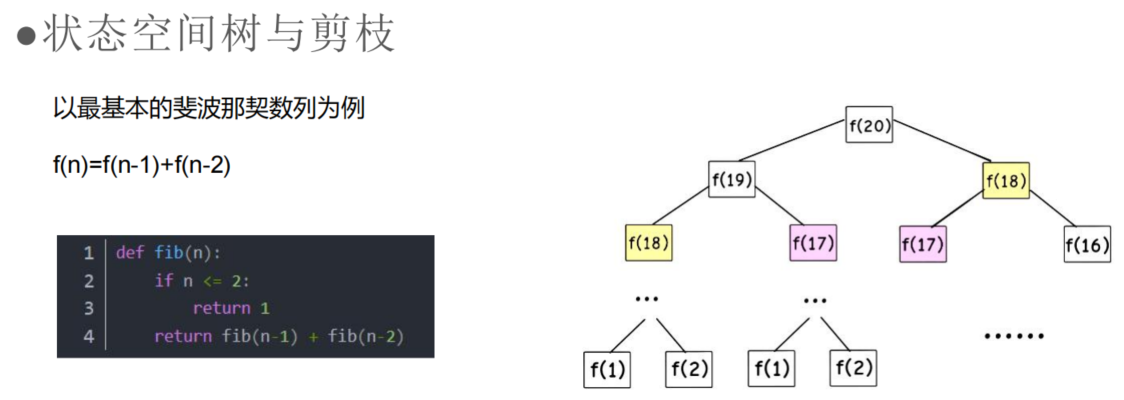 ●状态空间树与剪枝
以最基本的斐波那契数列为例
f(n)=f(n-1)+f(n-2)
1 def fib(n):
2     if n <= 2:
3         return 1
4     return fib(n-1) + fib(n-2)
f(20)
f(19)
f(18)
f(18)
f(17)
f(17)
f(16)
...
...
......
f(1)
f(2)
f(1)
f(2)